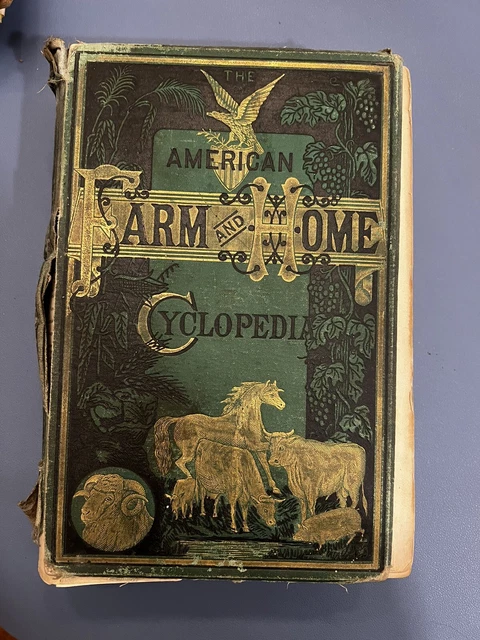 THE
AMERICAN
FARM AND HOME
CYCLOPEDIA